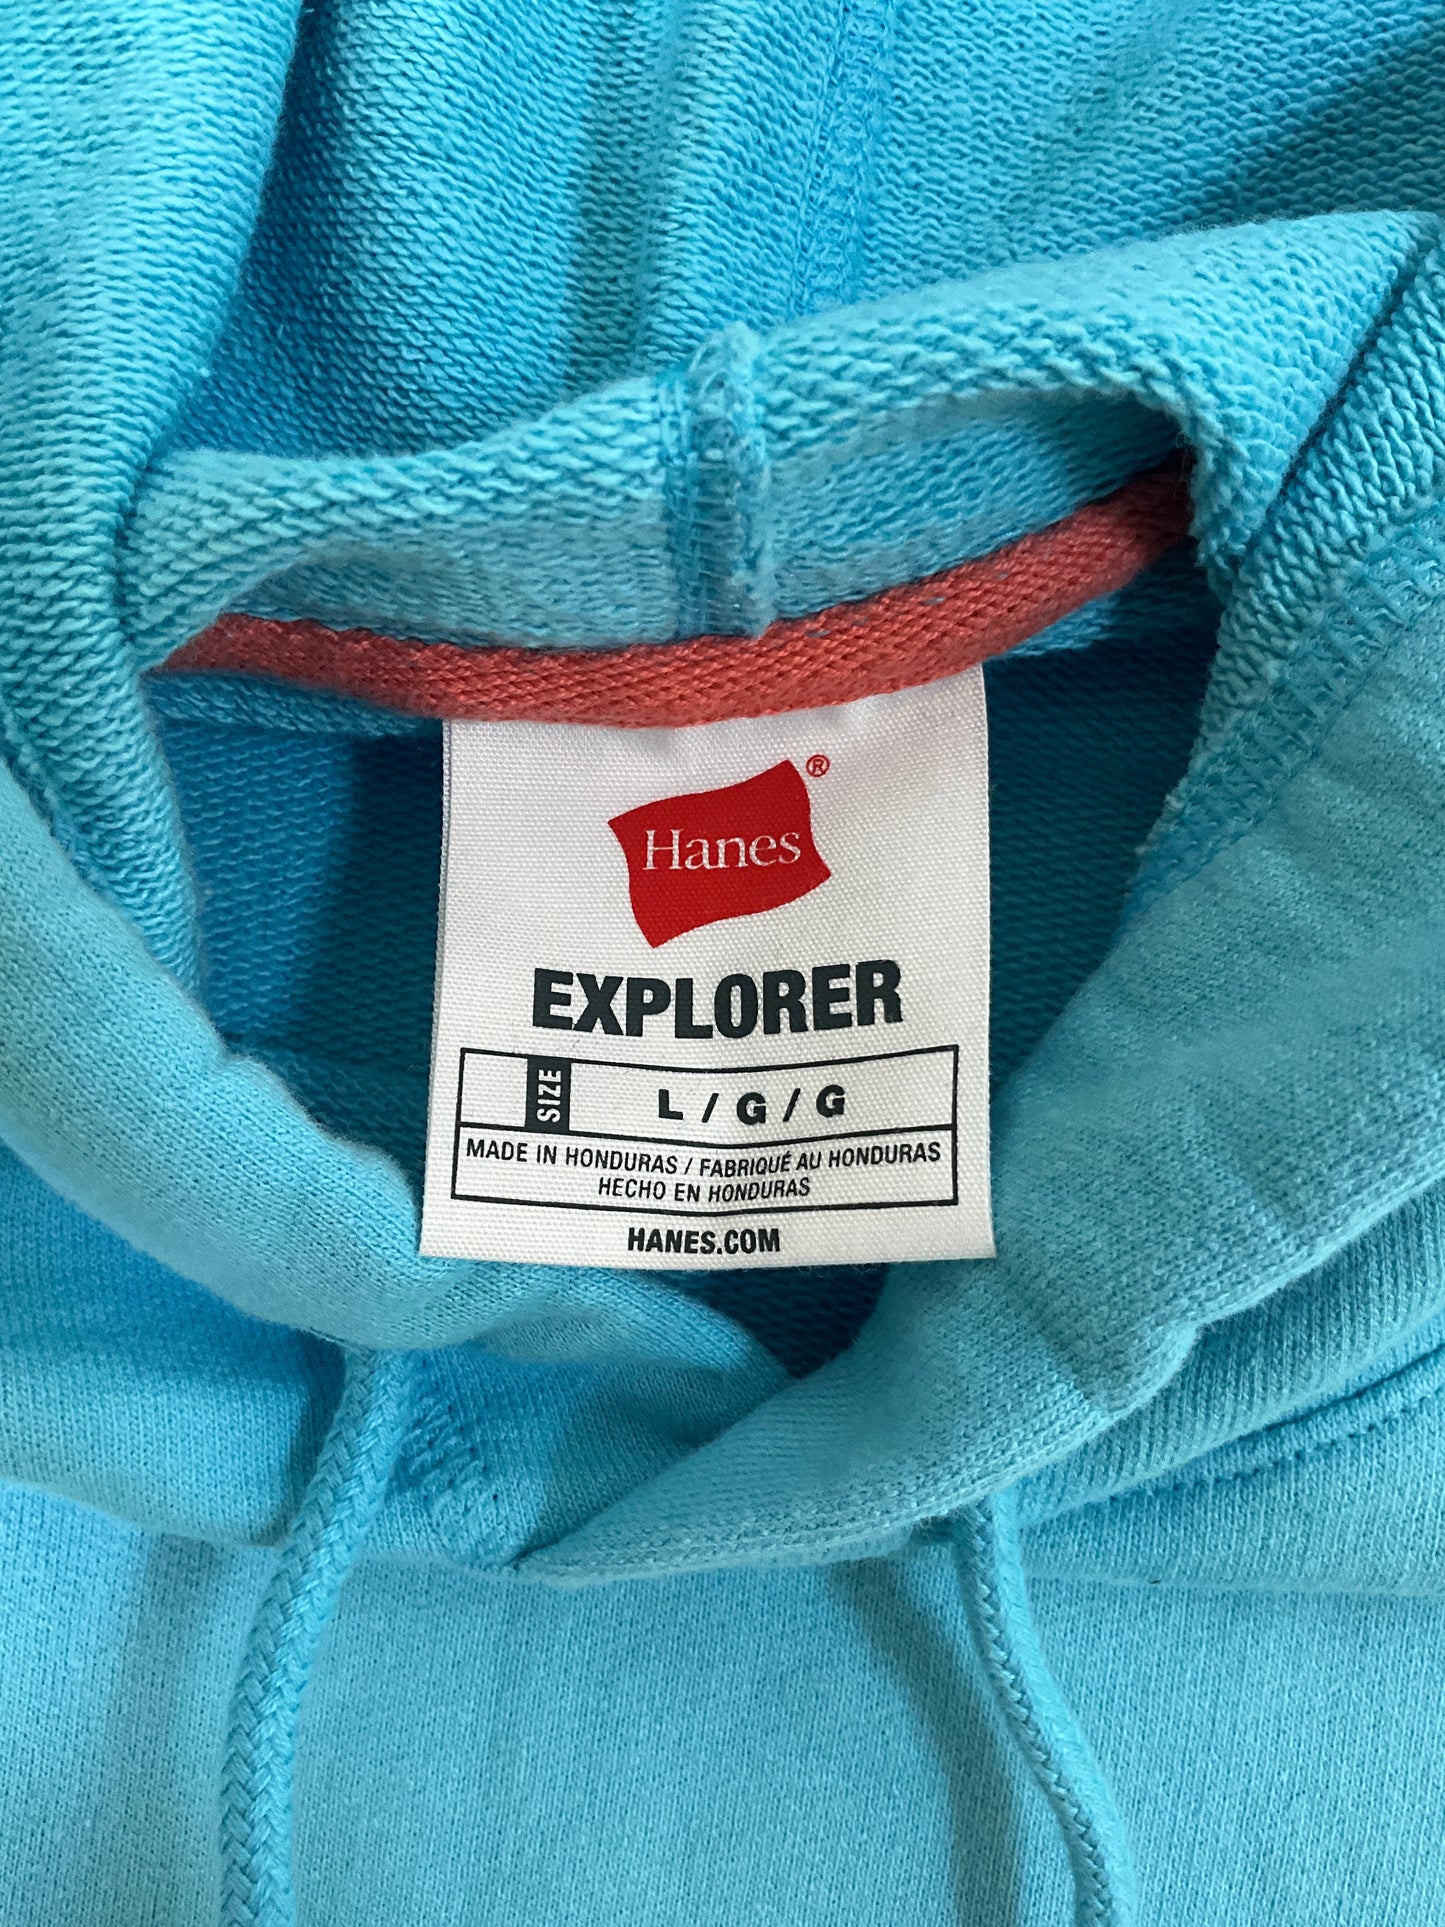 Hanes®
EXPLORER
SIZE
L / G / G
MADE IN HONDURAS / FABRIQUÉ AU HONDURAS
HECHO EN HONDURAS
HANES.COM